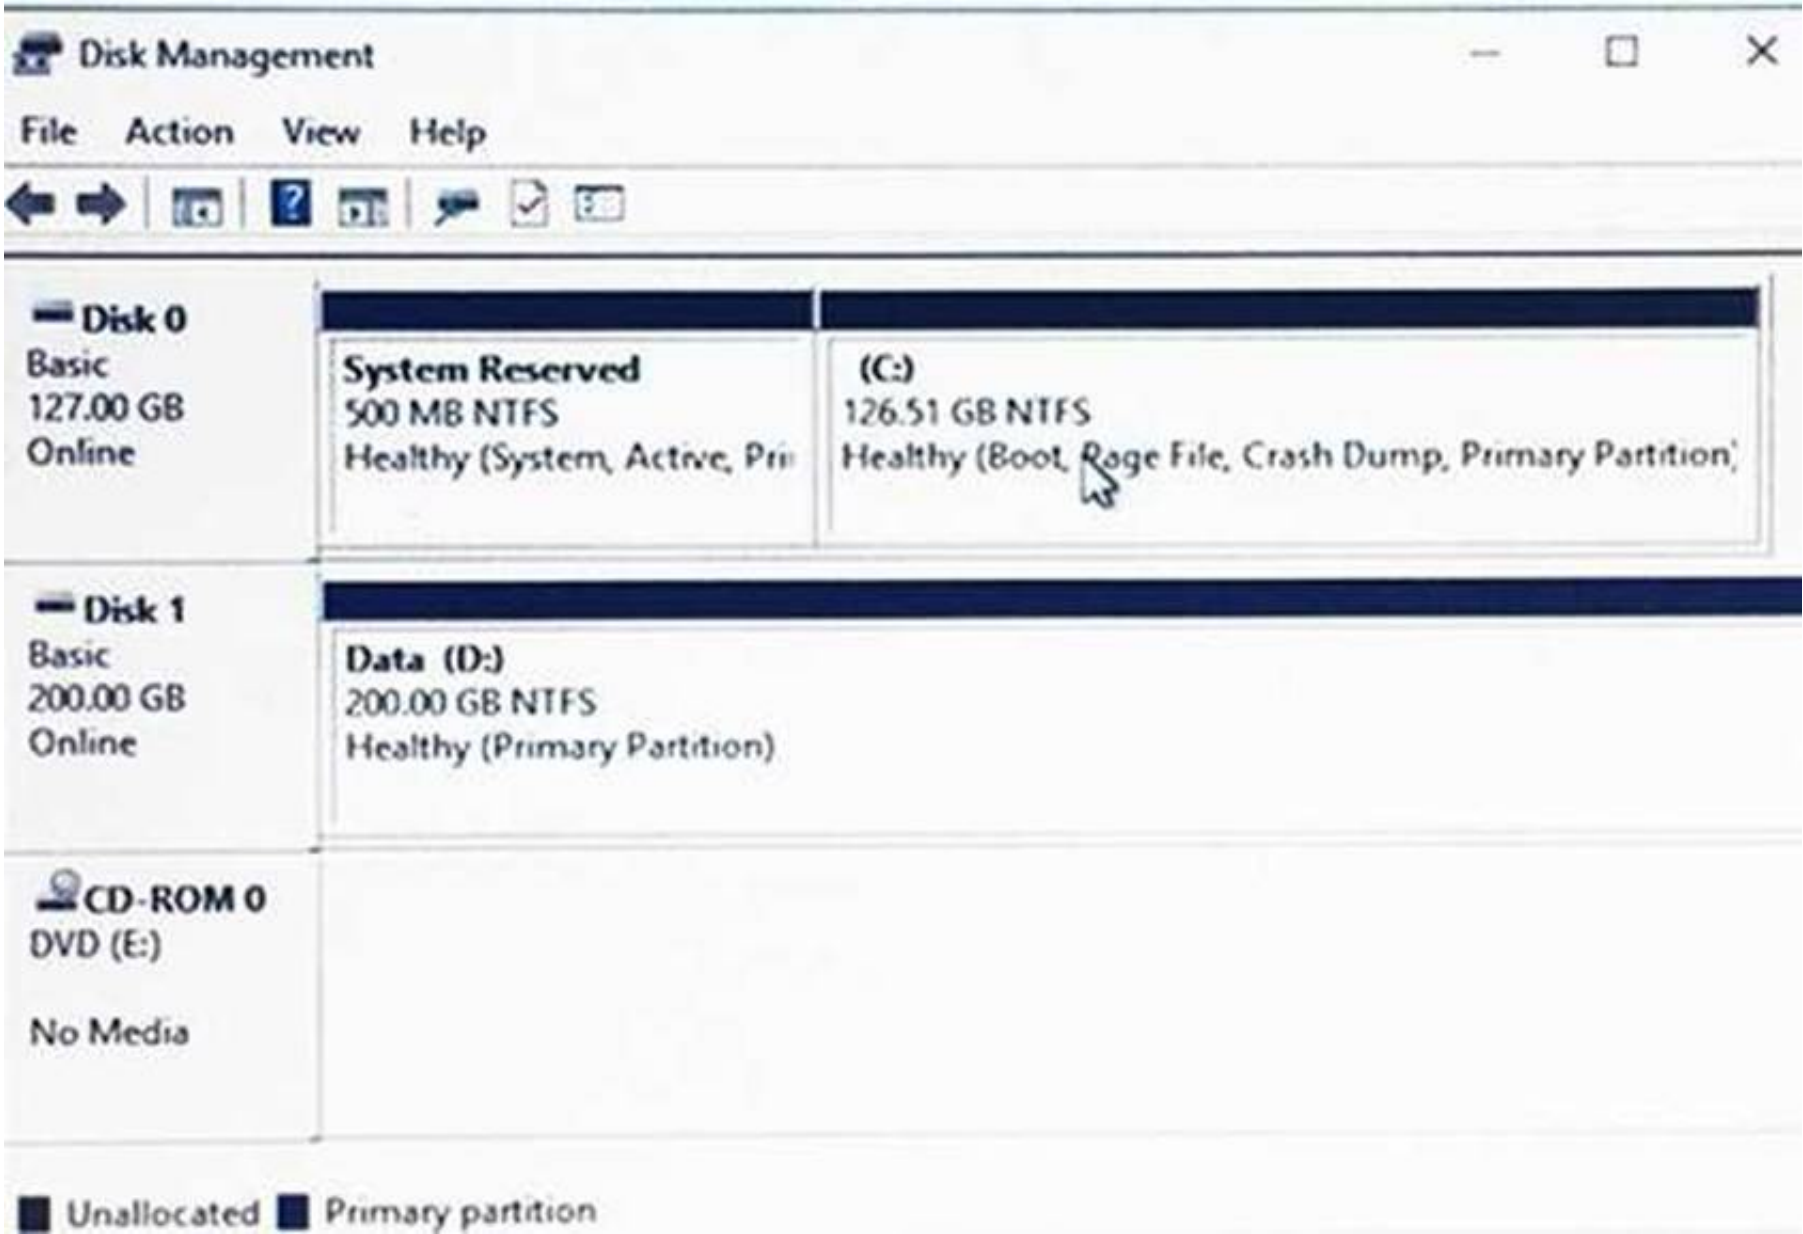 Disk Management
File Action View Help
Disk 0
Basic
127.00 GB
Online
System Reserved
500 MB NTFS
Healthy (System, Active, Pri
(C:)
126.51 GB NTFS
Healthy (Boot, Page File, Crash Dump, Primary Partition)
Disk 1
Basic
200.00 GB
Online
Data (D:)
200.00 GB NTFS
Healthy (Primary Partition)
CD-ROM 0
DVD (E:)
No Media
Unallocated Primary partition